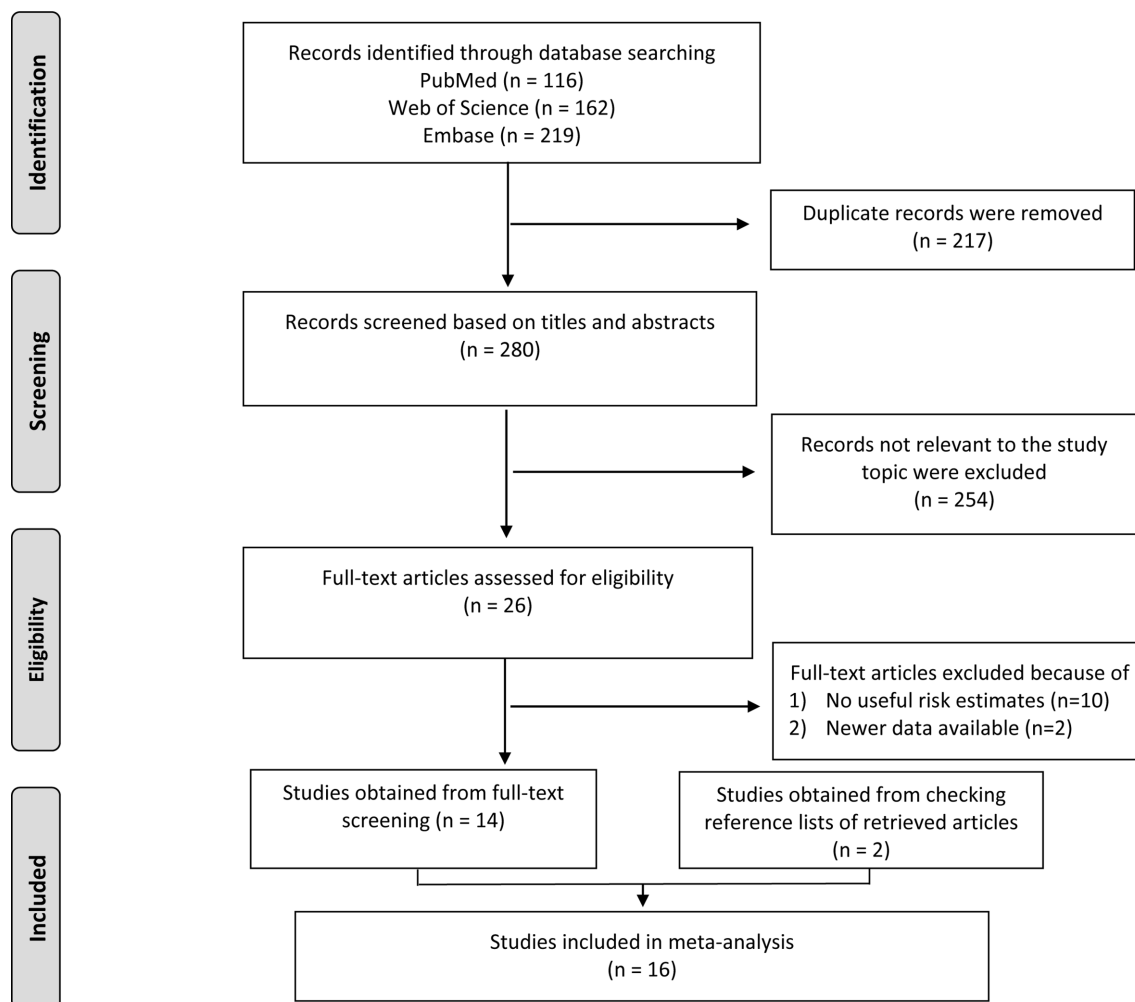 Identification
Records identified through database searching
PubMed (n = 116)
Web of Science (n = 162)
Embase (n = 219)
Duplicate records were removed
(n = 217)
Screening
Records screened based on titles and abstracts
(n = 280)
Records not relevant to the study
topic were excluded
(n = 254)
Eligibility
Full-text articles assessed for eligibility
(n = 26)
Full-text articles excluded because of
1) No useful risk estimates (n=10)
2) Newer data available (n=2)
Included
Studies obtained from full-text
screening (n = 14)
Studies obtained from checking
reference lists of retrieved articles
(n = 2)
Studies included in meta-analysis
(n = 16)